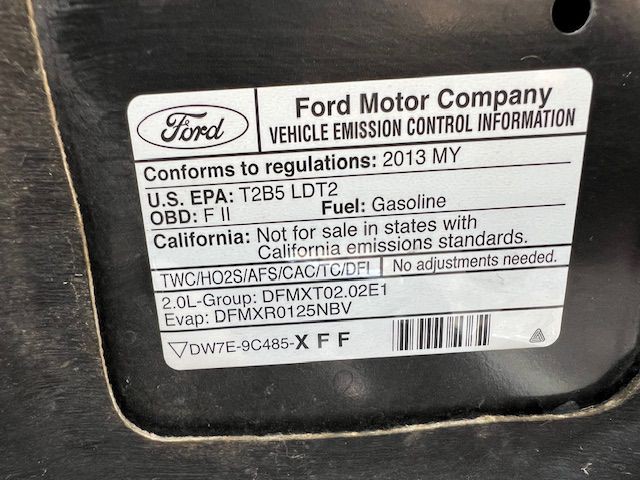 Ford
Ford Motor Company
VEHICLE EMISSION CONTROL INFORMATION
Conforms to regulations: 2013 MY
U.S. EPA: T2B5 LDT2
OBD: F II
Fuel: Gasoline
California: Not for sale in states with
California emissions standards.
TWC/HO2S/AFS/CAC/TC/DFI
No adjustments needed.
2.0L-Group: DFMXT02.02E1
Evap: DFMXR0125NBV
DW7E-9C485-XFF